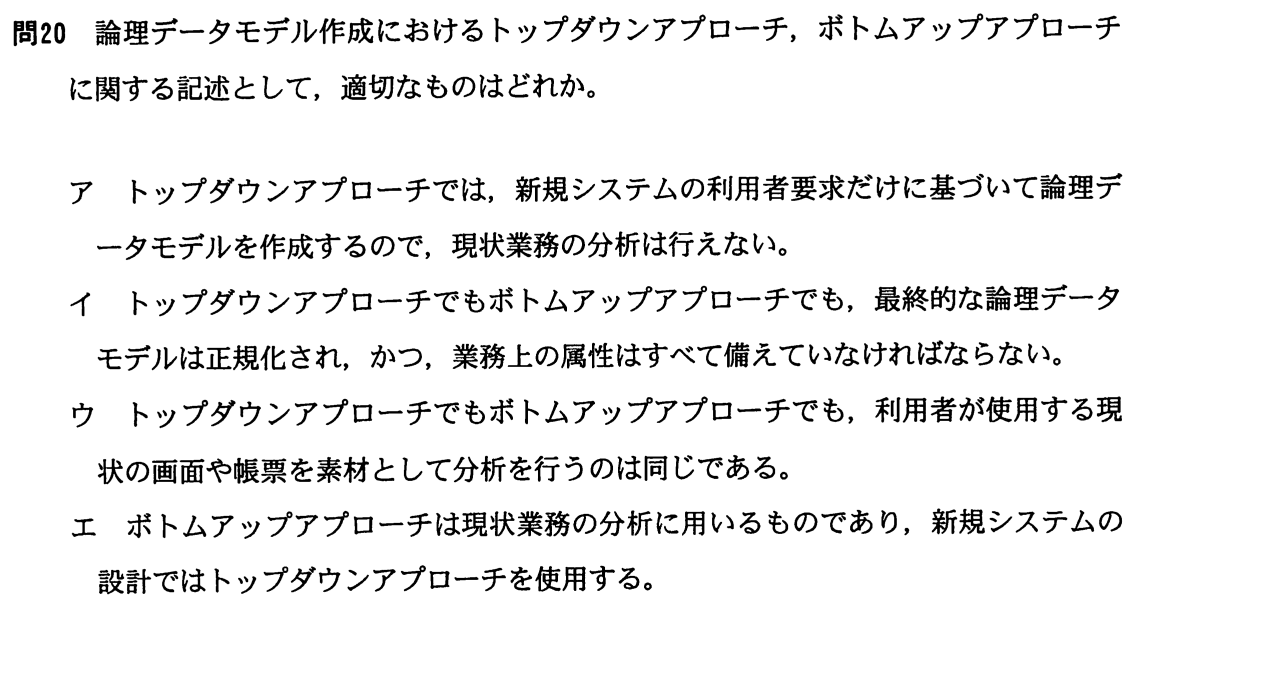 問20 論理データモデル作成におけるトップダウンアプローチ，ボトムアップアプローチ
に関する記述として，適切なものはどれか。
ア トップダウンアプローチでは，新規システムの利用者要求だけに基づいて論理デ
ータモデルを作成するので，現状業務の分析は行えない。
イ トップダウンアプローチでもボトムアップアプローチでも，最終的な論理データ
モデルは正規化され，かつ，業務上の属性はすべて備えていなければならない。
ウ トップダウンアプローチでもボトムアップアプローチでも，利用者が使用する現
状の画面や帳票を素材として分析を行うのは同じである。
エ ボトムアップアプローチは現状業務の分析に用いるものであり，新規システムの
設計ではトップダウンアプローチを使用する。